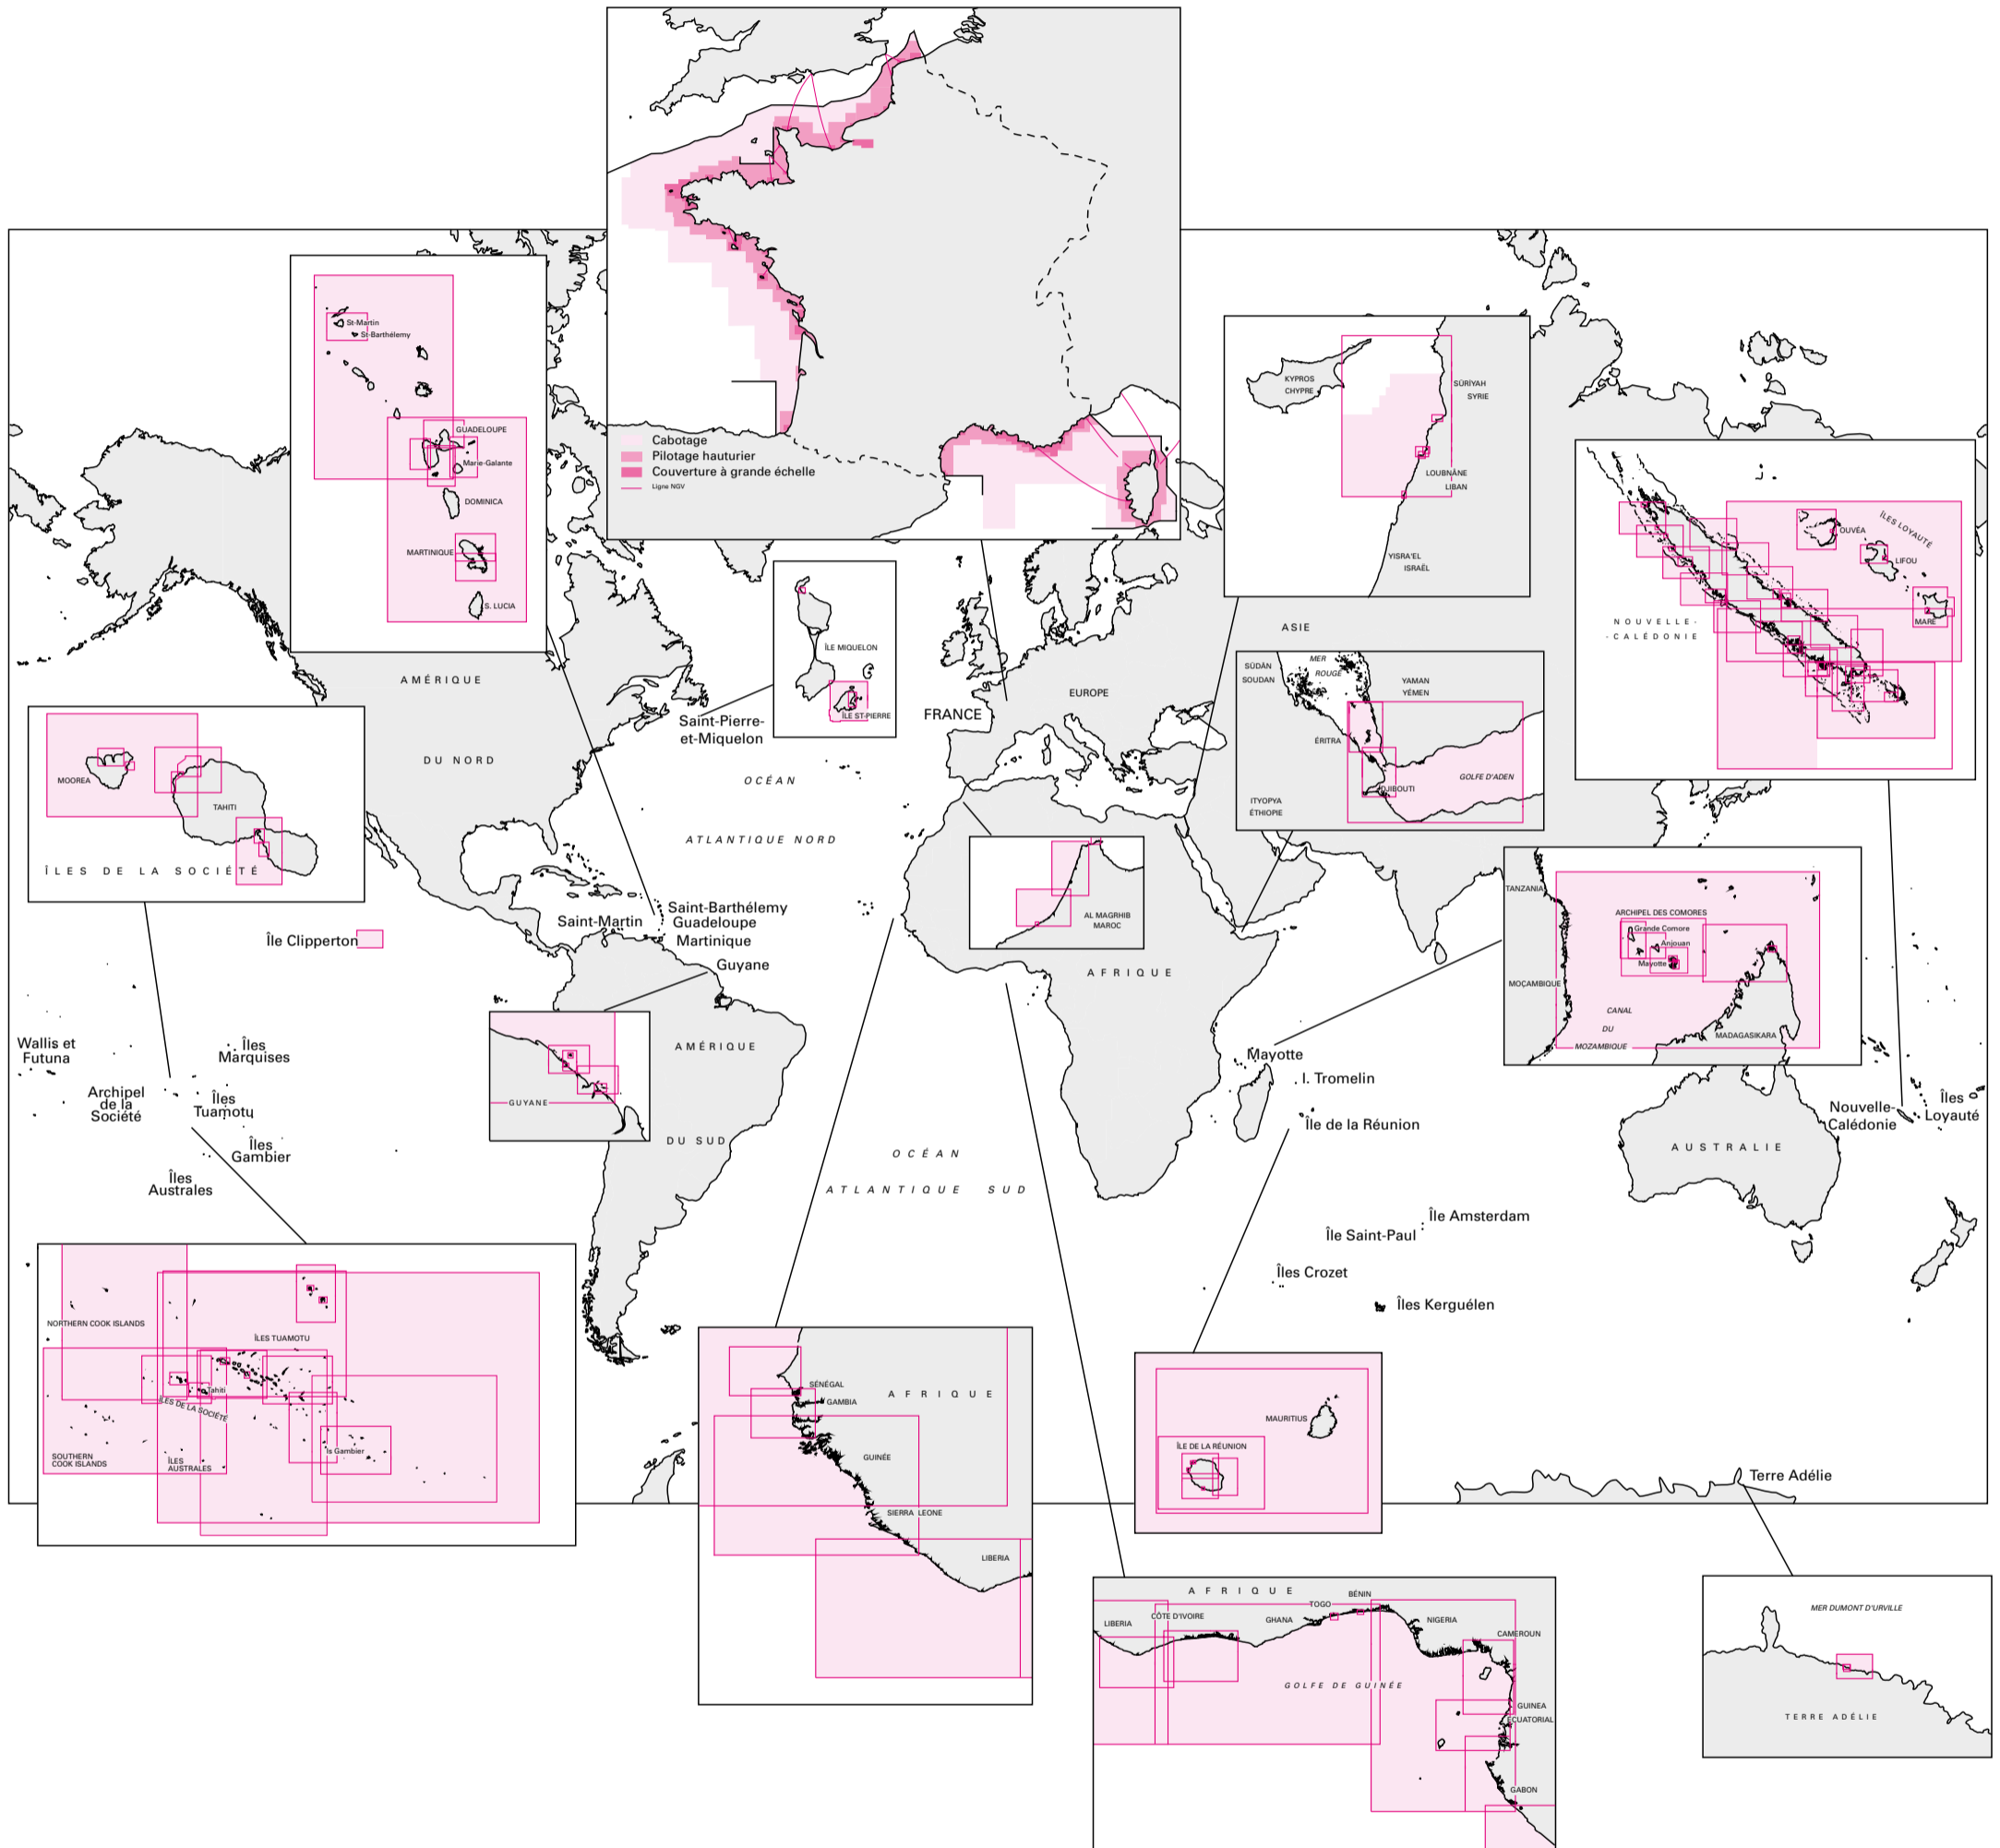 Cabotage
Pilotage hauturier
Couverture à grande échelle
Ligne NGV
St-Martin
St-Barthélemy
GUADELOUPE
Marie-Galante
DOMINICA
MARTINIQUE
S. LUCIA
KYPROS
CHYPRE
SŪRĪYAH
SYRIE
LOUBNÂNE
LIBAN
YISRA'EL
ISRAËL
ÎLES LOYAUTÉ
OUVÉA
LIFOU
MARÉ
NOUVELLE-
-CALÉDONIE
ÎLE MIQUELON
ÎLE ST-PIERRE
ASIE
SŪDĀN
SOUDAN
MER
ROUGE
YAMAN
YÉMEN
ÉRITRA
GOLFE D'ADEN
DJIBOUTI
ITYOPYA
ÉTHIOPIE
AMÉRIQUE
DU NORD
Saint-Pierre-
et-Miquelon
FRANCE
EUROPE
MOOREA
TAHITI
ÎLES DE LA SOCIÉTÉ
OCÉAN
ATLANTIQUE NORD
AL MAGRHIB
MAROC
AFRIQUE
TANZANIA
ARCHIPEL DES COMORES
Grande Comore
Anjouan
Mayotte
MOÇAMBIQUE
CANAL
DU
MOZAMBIQUE
MADAGASIKARA
Île Clipperton
Saint-Martin
Saint-Barthélemy
Guadeloupe
Martinique
Guyane
GUYANE
AMÉRIQUE
DU SUD
Wallis et
Futuna
Îles
Marquises
Archipel
de la
Société
Îles
Tuamotu
Îles
Gambier
Îles
Australes
Mayotte
I. Tromelin
Île de la Réunion
Nouvelle-
Calédonie
Îles
Loyauté
AUSTRALIE
OCÉAN
ATLANTIQUE SUD
Île Amsterdam
Île Saint-Paul
Îles Crozet
Îles Kerguélen
NORTHERN COOK ISLANDS
ÎLES TUAMOTU
Tahiti
ÎLES DE LA SOCIÉTÉ
SOUTHERN
COOK ISLANDS
ÎLES
AUSTRALES
Is Gambier
SÉNÉGAL
GAMBIA
AFRIQUE
GUINÉE
SIERRA LEONE
LIBERIA
MAURITIUS
ÎLE DE LA RÉUNION
Terre Adélie
AFRIQUE
LIBERIA
CÔTE D'IVOIRE
GHANA
TOGO
BÉNIN
NIGERIA
CAMEROUN
GOLFE DE GUINÉE
GUINEA
ECUATORIAL
GABON
MER DUMONT D'URVILLE
TERRE ADÉLIE